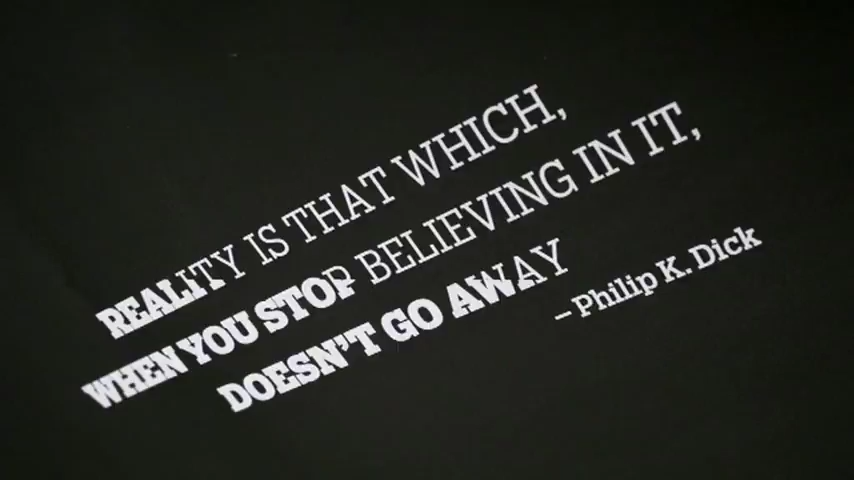 REALITY IS THAT WHICH,
WHEN YOU STOP BELIEVING IN IT,
DOESN'T GO AWAY
– Philip K. Dick